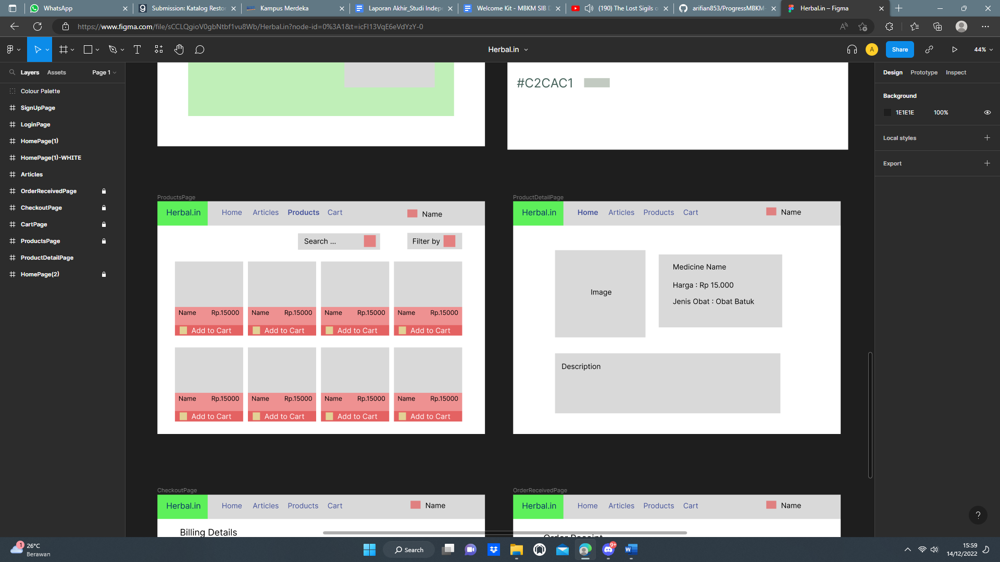 WhatsApp
Submission: Katalog Resto
Kampus Merdeka
Laporan Akhir_Studi Indep
Welcome Kit - MBKM SIB D
(190) The Lost Sigils o
arifian853/ProgressMBKM-
Herbal.in – Figma
https://www.figma.com/file/sCCLQgioV0gbNtbf1vu8Wb/Herbal.in?node-id=0%3A1&t=icFl13VqE6eVdYzY-0
Herbal.in
A
Share
44%
Layers
Assets
Page 1
Colour Palette
SignUpPage
LoginPage
HomePage(1)
HomePage(1)-WHITE
Articles
OrderReceivedPage
CheckoutPage
CartPage
ProductsPage
ProductDetailPage
HomePage(2)
#C2CAC1
Design Prototype Inspect
Background
1E1E1E 100%
Local styles
Export
ProductsPage
Herbal.in Home Articles Products Cart Name
Search ... Filter by
Name Rp.15000 Name Rp.15000 Name Rp.15000 Name Rp.15000
Add to Cart Add to Cart Add to Cart Add to Cart
Name Rp.15000 Name Rp.15000 Name Rp.15000 Name Rp.15000
Add to Cart Add to Cart Add to Cart Add to Cart
ProductDetailPage
Herbal.in Home Articles Products Cart Name
Image
Medicine Name
Harga : Rp 15.000
Jenis Obat : Obat Batuk
Description
CheckoutPage
Herbal.in Home Articles Products Cart Name
Billing Details
OrderReceivedPage
Herbal.in Home Articles Products Cart Name
Order Receipt
?
1
26°C
Berawan
Search
9+
15:59
14/12/2022